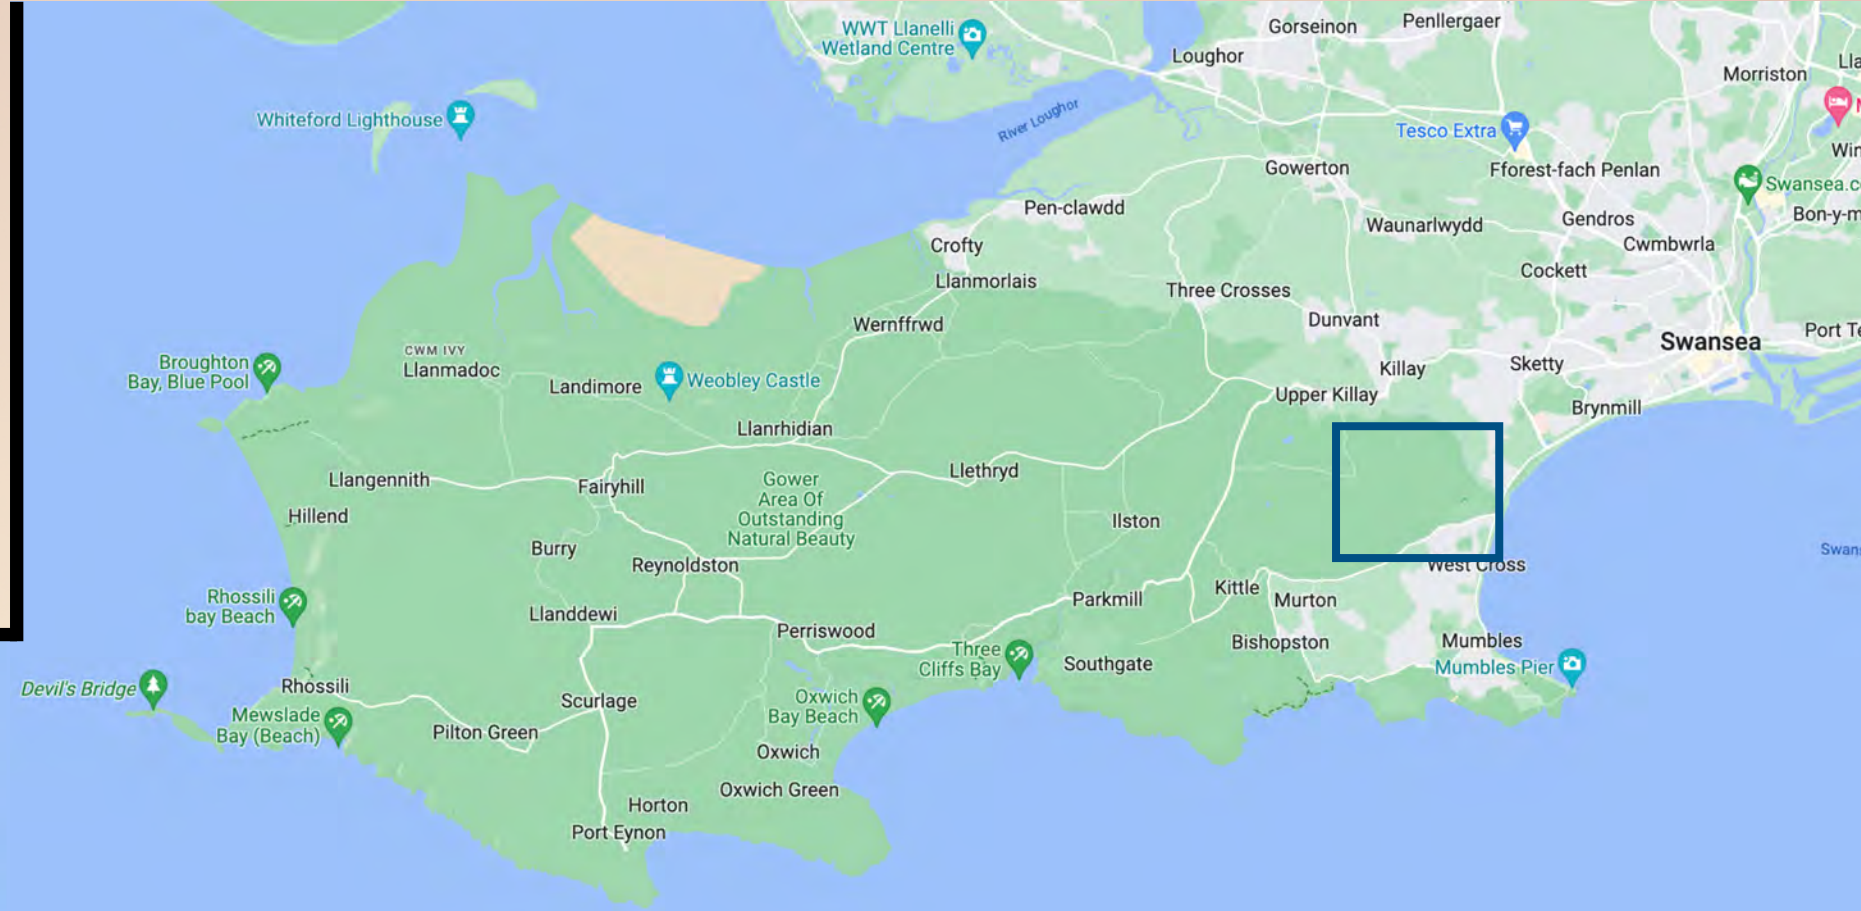 WWT Llanelli
Wetland Centre
Gorseinon
Penllergaer
Loughor
Morriston
Whiteford Lighthouse
River Loughor
Tesco Extra
Gowerton
Fforest-fach
Penlan
Swansea.c
Pen-clawdd
Waunarlwydd
Gendros
Bon-y-m
Crofty
Cwmbwrla
Llanmorlais
Three Crosses
Cockett
Wernffrwd
Dunvant
Port Te
Swansea
Broughton
Bay, Blue Pool
CWM IVY
Llanmadoc
Landimore
Weobley Castle
Killay
Sketty
Upper Killay
Brynmill
Llanrhidian
Llangennith
Fairyhill
Gower
Area Of
Outstanding
Natural Beauty
Llethryd
Hillend
Ilston
Burry
Reynoldston
West Cross
Swan
Rhossili
bay Beach
Llanddewi
Parkmill
Kittle
Murton
Perriswood
Bishopston
Mumbles
Three
Cliffs Bay
Southgate
Mumbles Pier
Devil's Bridge
Rhossili
Scurlage
Oxwich
Bay Beach
Mewslade
Bay (Beach)
Pilton Green
Oxwich
Oxwich Green
Horton
Port Eynon